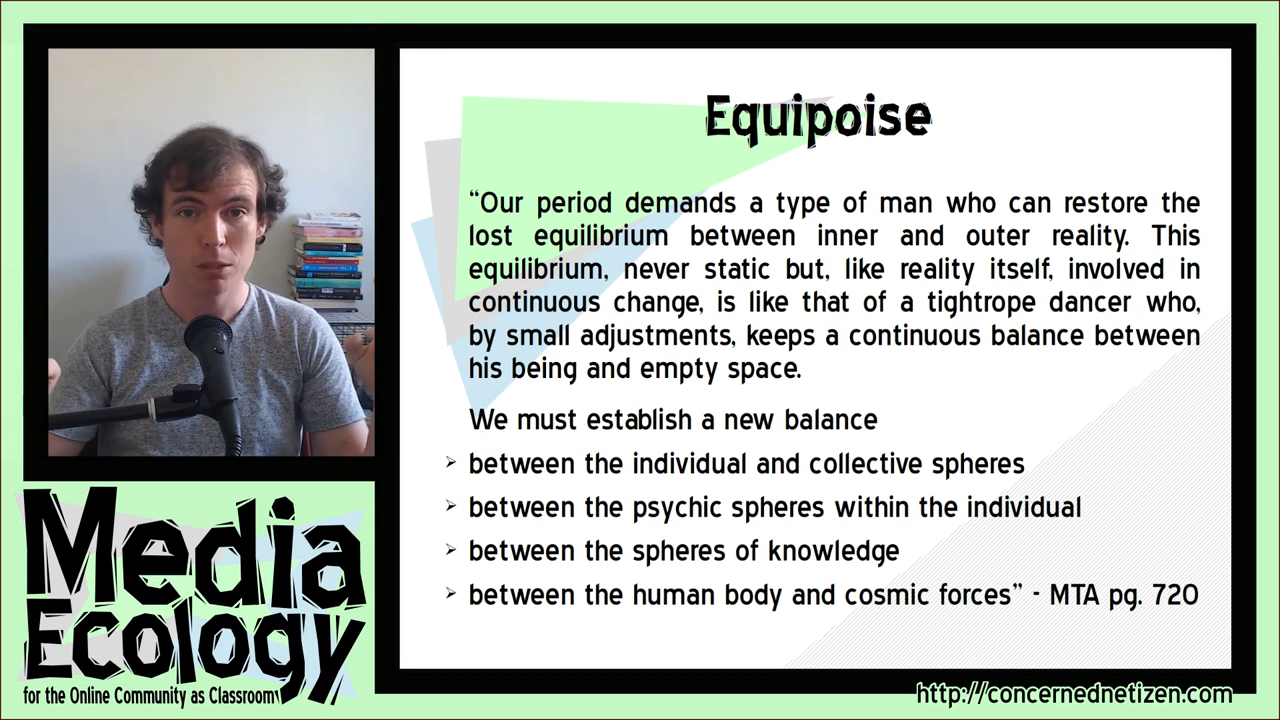 Equipoise
“Our period demands a type of man who can restore the
lost equilibrium between inner and outer reality. This
equilibrium, never static but, like reality itself, involved in
continuous change, is like that of a tightrope dancer who,
by small adjustments, keeps a continuous balance between
his being and empty space.
We must establish a new balance
➢ between the individual and collective spheres
➢ between the psychic spheres within the individual
➢ between the spheres of knowledge
➢ between the human body and cosmic forces” - MTA pg. 720
Media
Ecology
for the Online Community as Classroom
http://concernednetizen.com